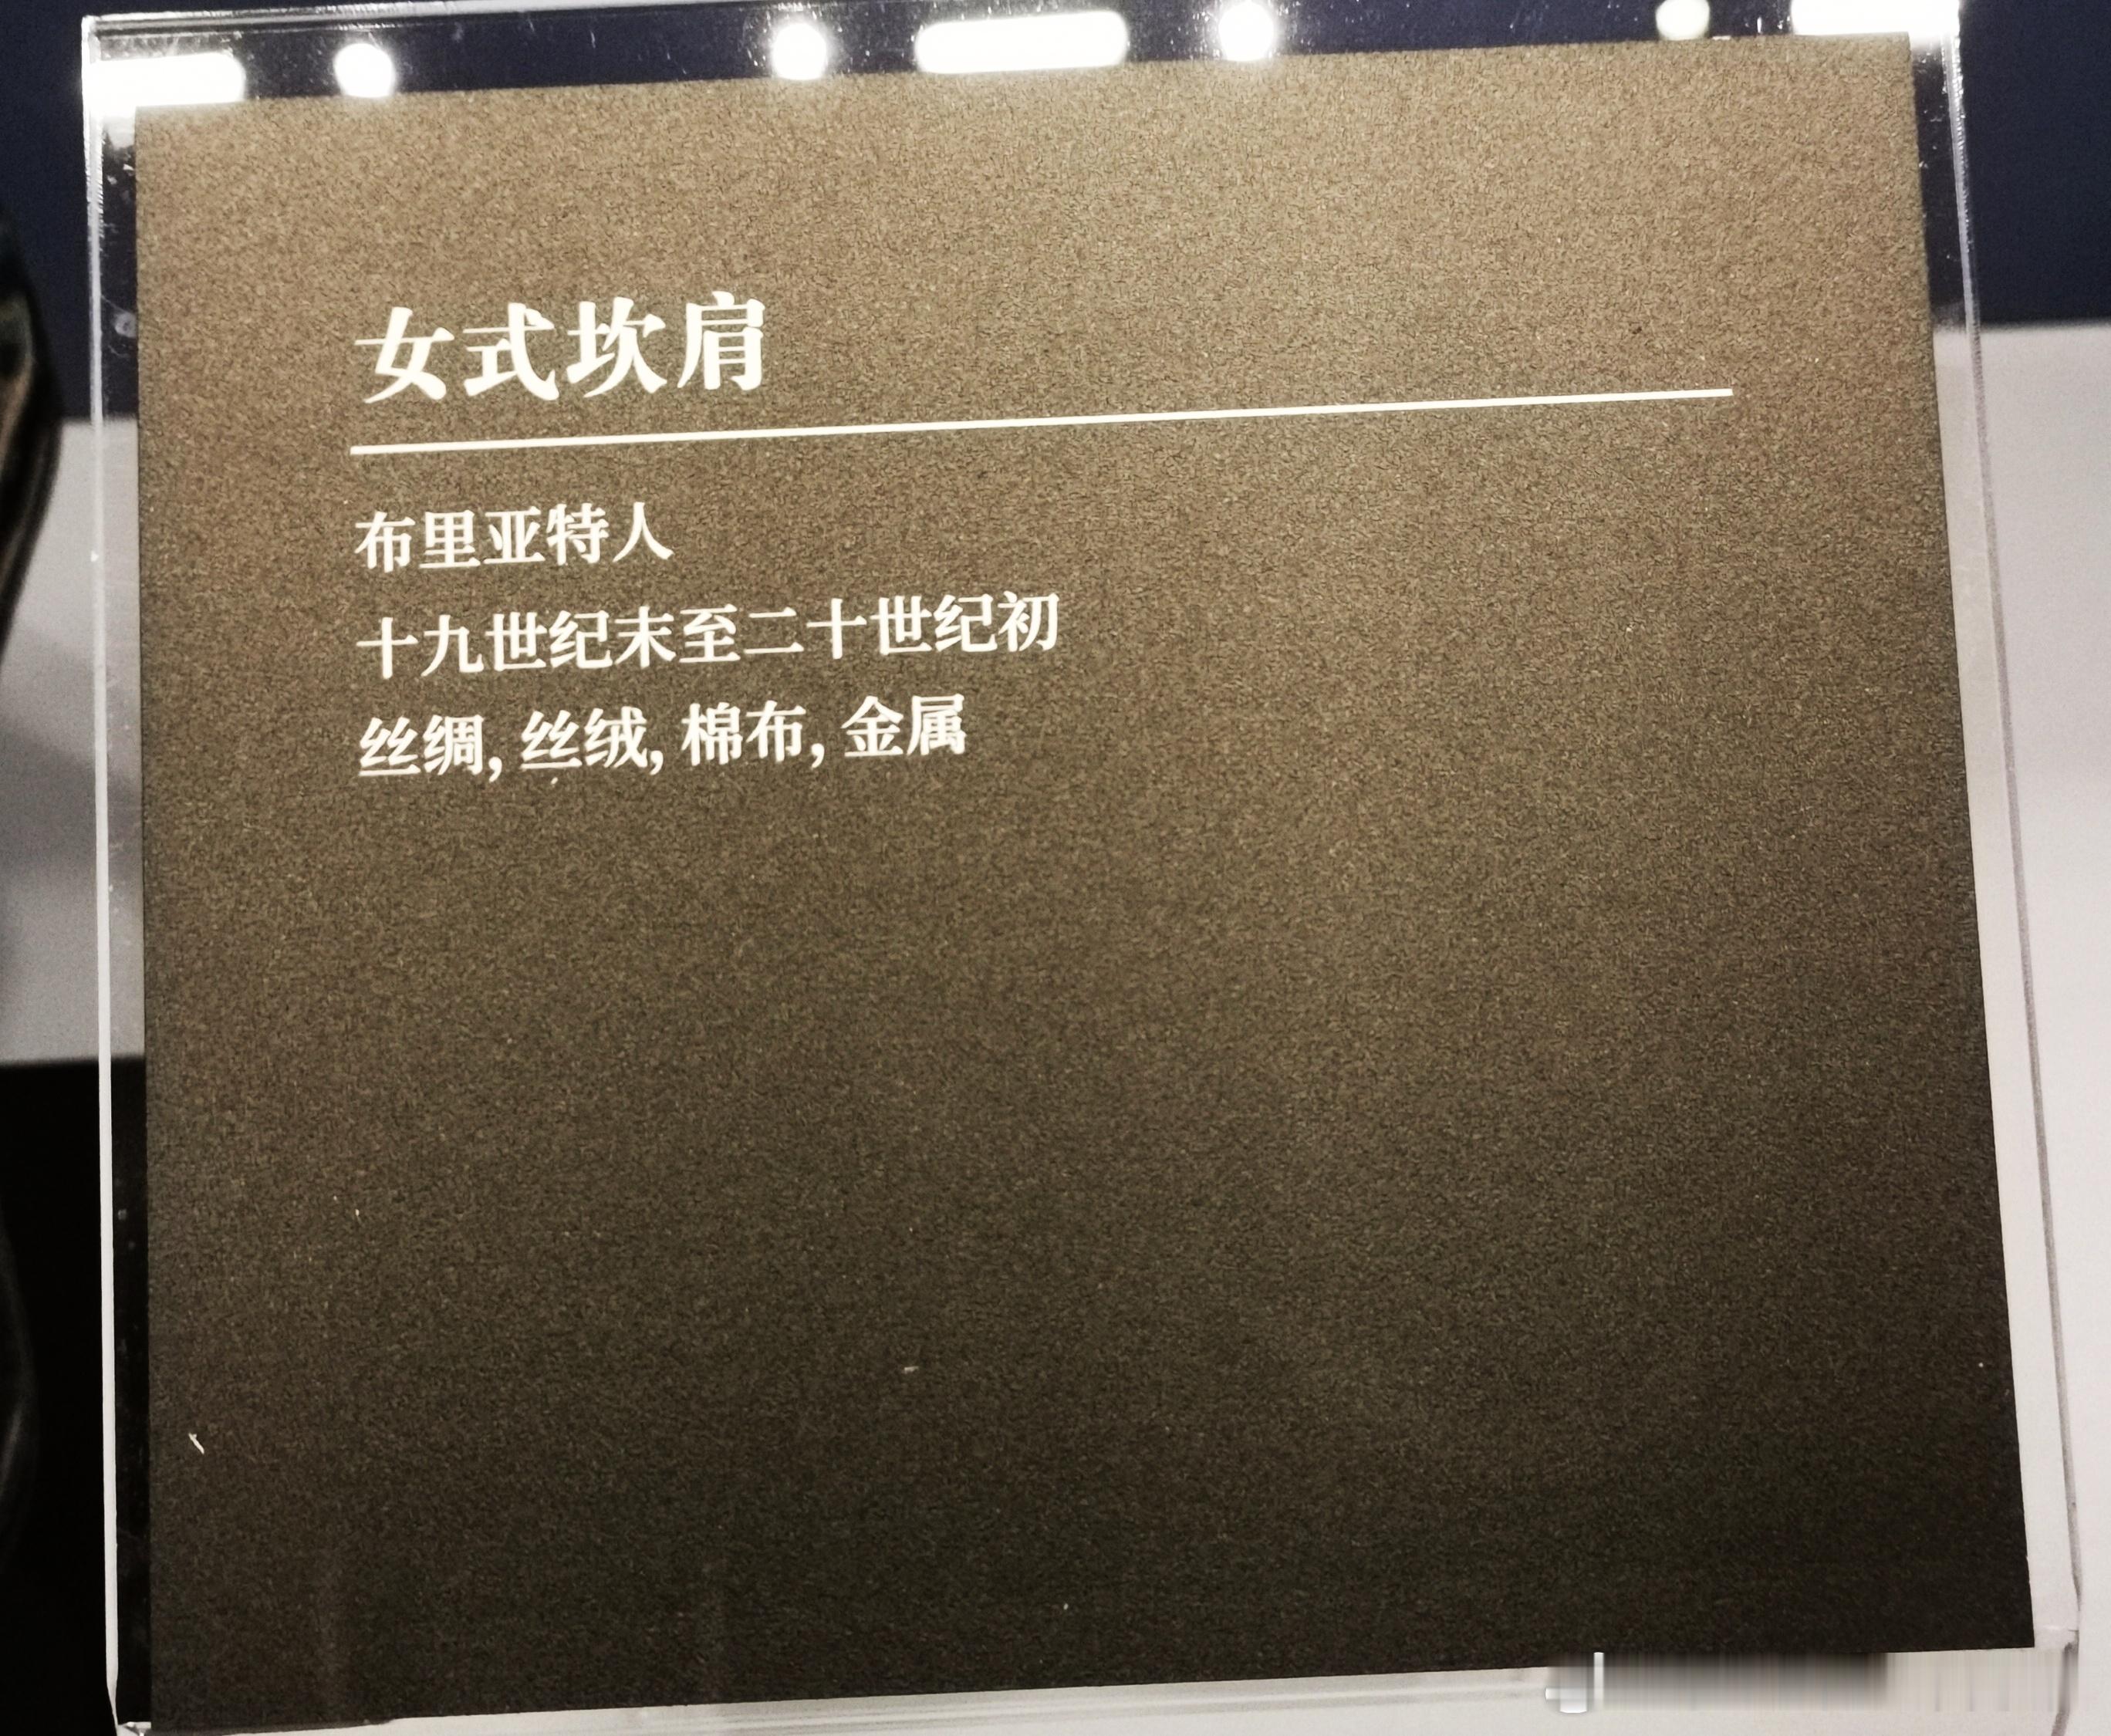 女式坎肩
布里亚特人
十九世纪末至二十世纪初
丝绸, 丝绒, 棉布, 金属